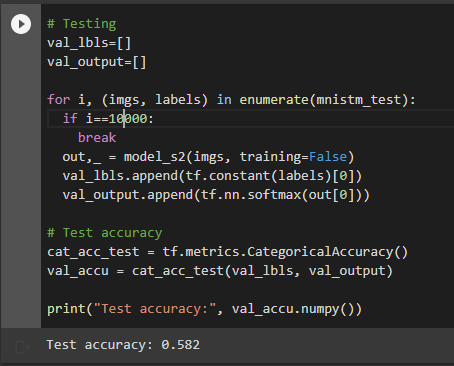 # Testing
val_lbls=[]
val_output=[]
for i, (imgs, labels) in enumerate(mnistm_test):
if i==10000:
break
out,_ = model_s2(imgs, training=False)
val_lbls.append(tf.constant(labels)[0])
val_output.append(tf.nn.softmax(out[0]))
# Test accuracy
cat_acc_test = tf.metrics.CategoricalAccuracy()
val_accu = cat_acc_test(val_lbls, val_output)
print("Test accuracy:", val_accu.numpy())
Test accuracy: 0.582